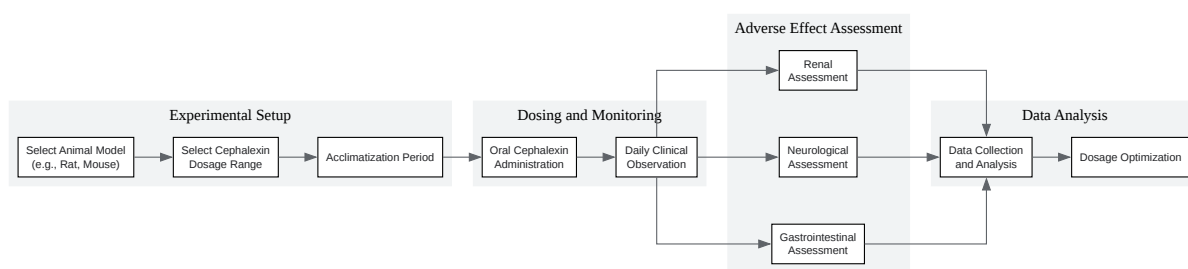 Adverse Effect Assessment
Renal
Assessment
Experimental Setup
Dosing and Monitoring
Data Analysis
Select Animal Model
(e.g., Rat, Mouse)
Select Cephalexin
Dosage Range
Acclimatization Period
Oral Cephalexin
Administration
Daily Clinical
Observation
Neurological
Assessment
Data Collection
and Analysis
Dosage Optimization
Gastrointestinal
Assessment